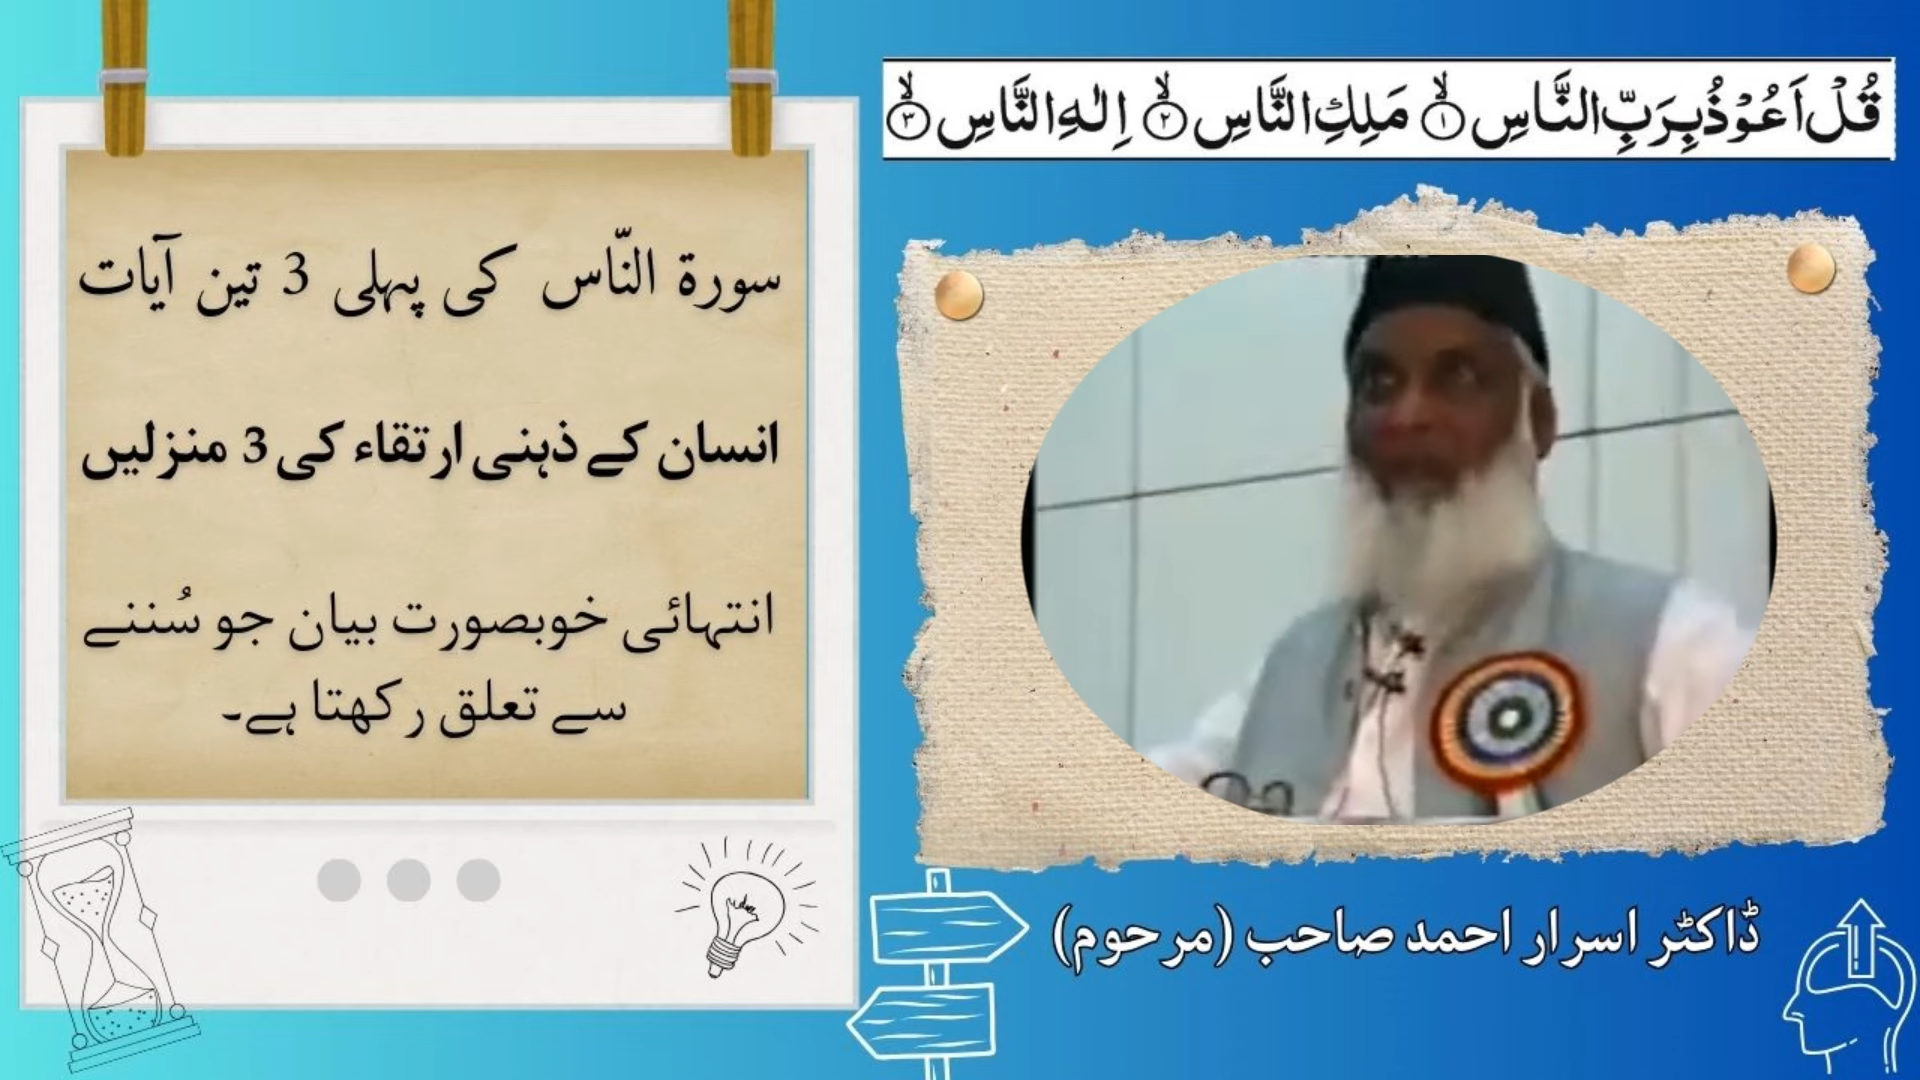 قُلْ اَعُوْذُ بِرَبِّ النَّاسِ ۙ﴿۱﴾ مَلِكِ النَّاسِ ۙ﴿۲﴾ اِلٰهِ النَّاسِ ۙ﴿۳﴾
سورۃ النّاس کی پہلی 3 تین آیات
انسان کے ذہنی ارتقاء کی 3 منزلیں
انتہائی خوبصورت بیان جو سُننے
سے تعلق رکھتا ہے۔
ڈاکٹر اسرار احمد صاحب (مرحوم)